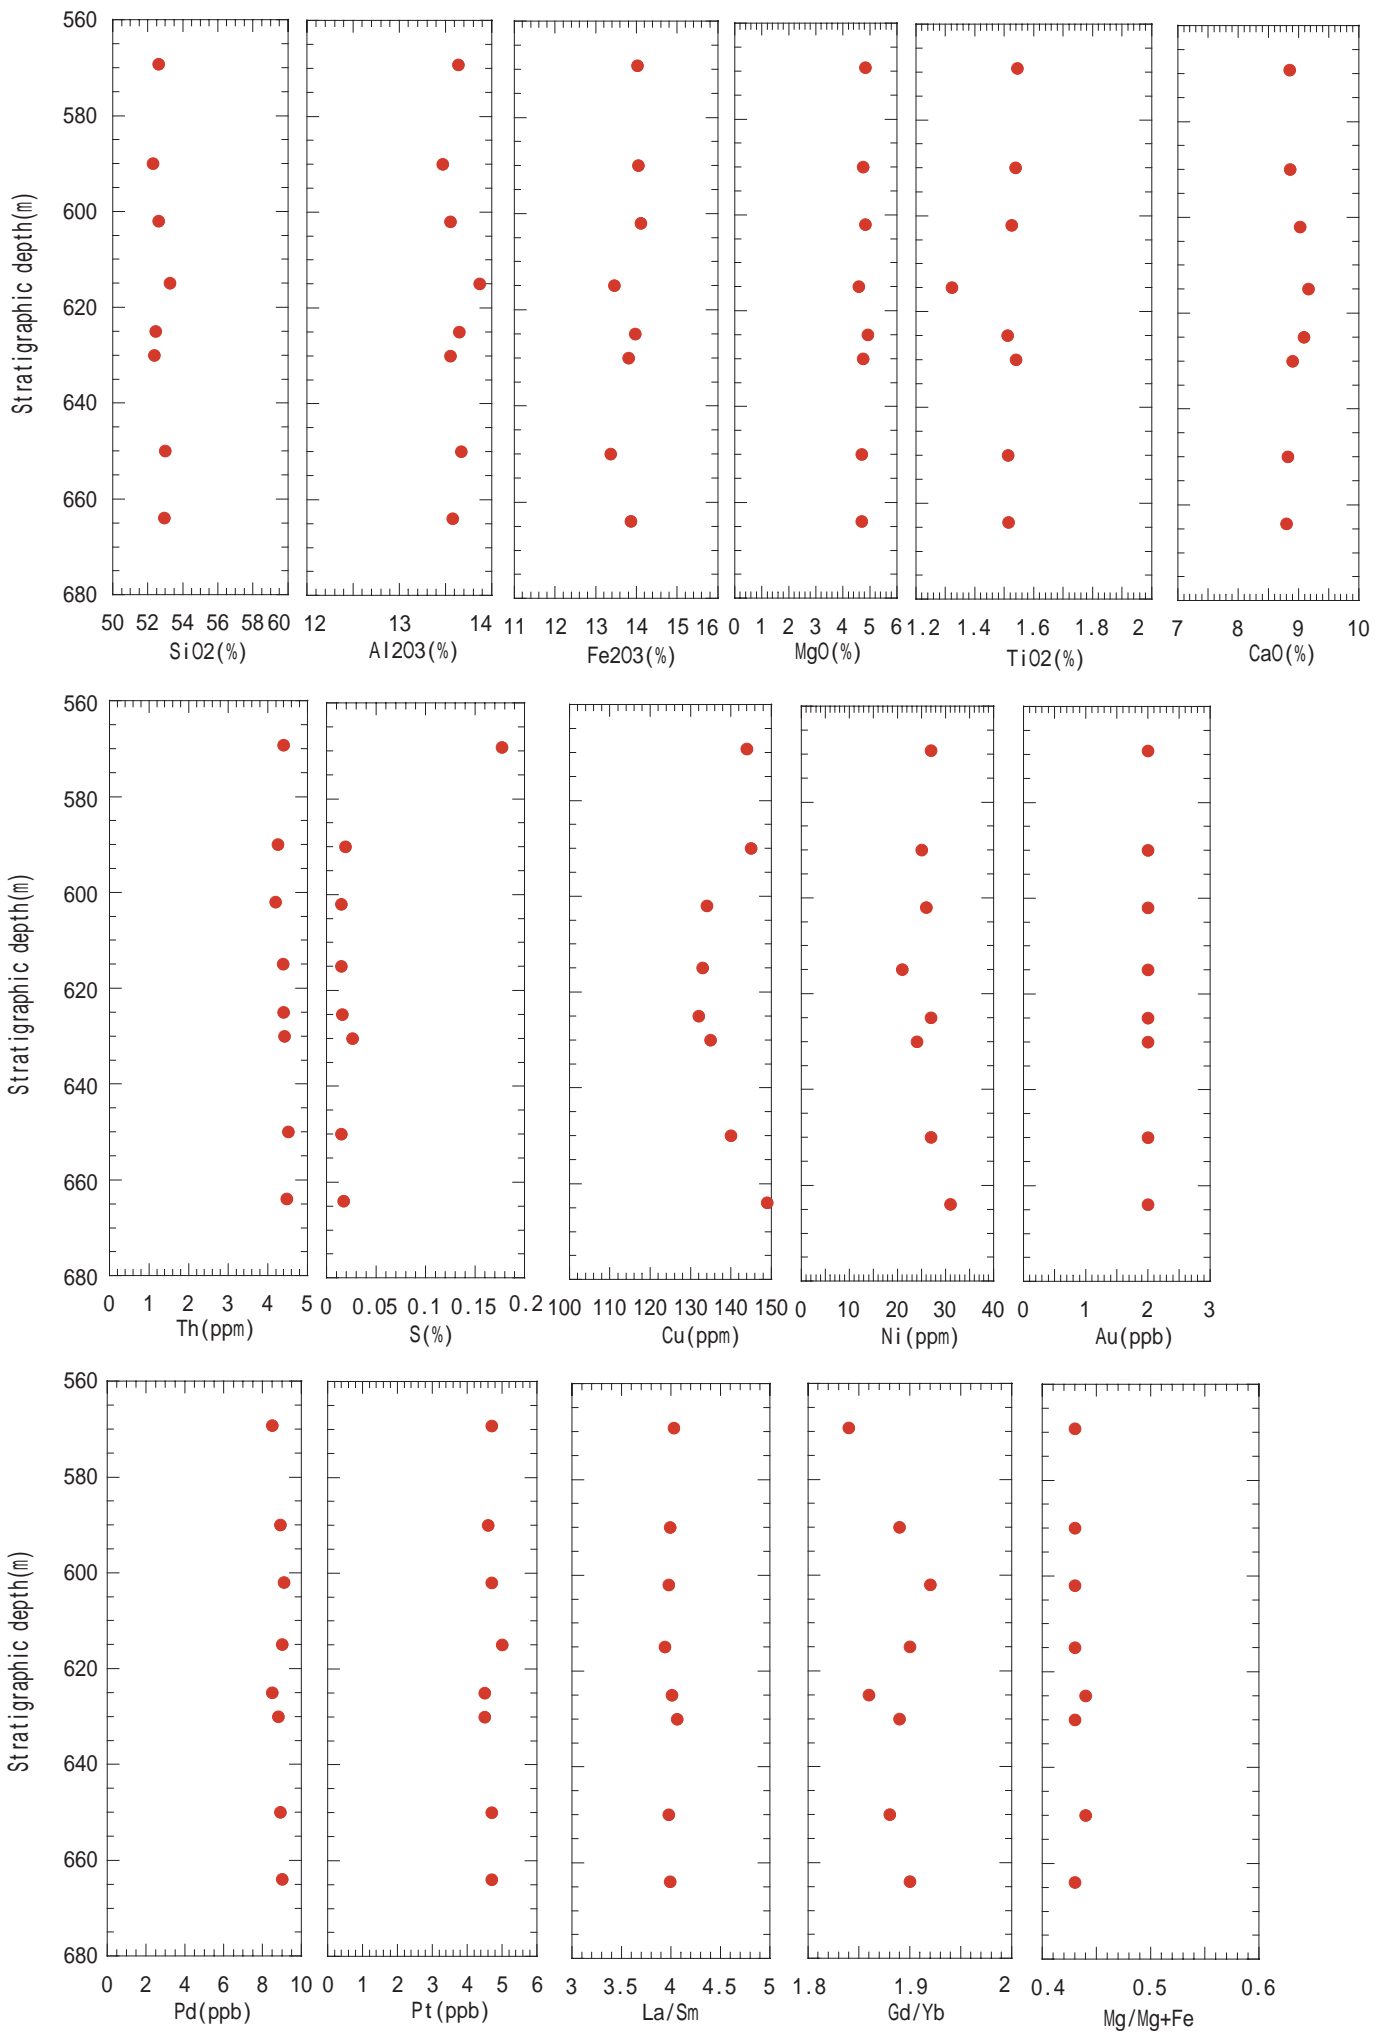 560
580
600
620
640
660
680
Stratigraphic depth(m)
50 52 54 56 58 60
SiO2(%)
12 13 14
Al2O3(%)
11 12 13 14 15 16
Fe2O3(%)
0 1 2 3 4 5 6
MgO(%)
1.2 1.4 1.6 1.8 2
TiO2(%)
7 8 9 10
CaO(%)
560
580
600
620
640
660
680
Stratigraphic depth(m)
0 1 2 3 4 5
Th(ppm)
0 0.05 0.1 0.15 0.2
S(%)
100 110 120 130 140 150
Cu(ppm)
0 10 20 30 40
Ni(ppm)
0 1 2 3
Au(ppb)
560
580
600
620
640
660
680
Stratigraphic depth(m)
0 2 4 6 8 10
Pd(ppb)
0 1 2 3 4 5 6
Pt(ppb)
3 3.5 4 4.5 5
La/Sm
1.8 1.9 2
Gd/Yb
0.4 0.5 0.6
Mg/Mg+Fe